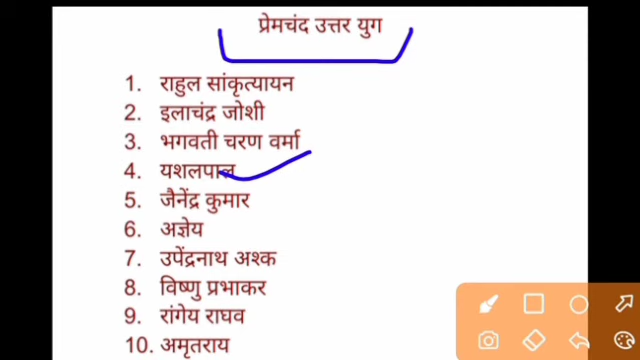 प्रेमचंद उत्तर युग
1. राहुल सांकृत्यायन
2. इलाचंद्र जोशी
3. भगवती चरण वर्मा
4. यशलपाल
5. जैनेंद्र कुमार
6. अज्ञेय
7. उपेंद्रनाथ अश्क
8. विष्णु प्रभाकर
9. रांगेय राघव
10. अमृतराय